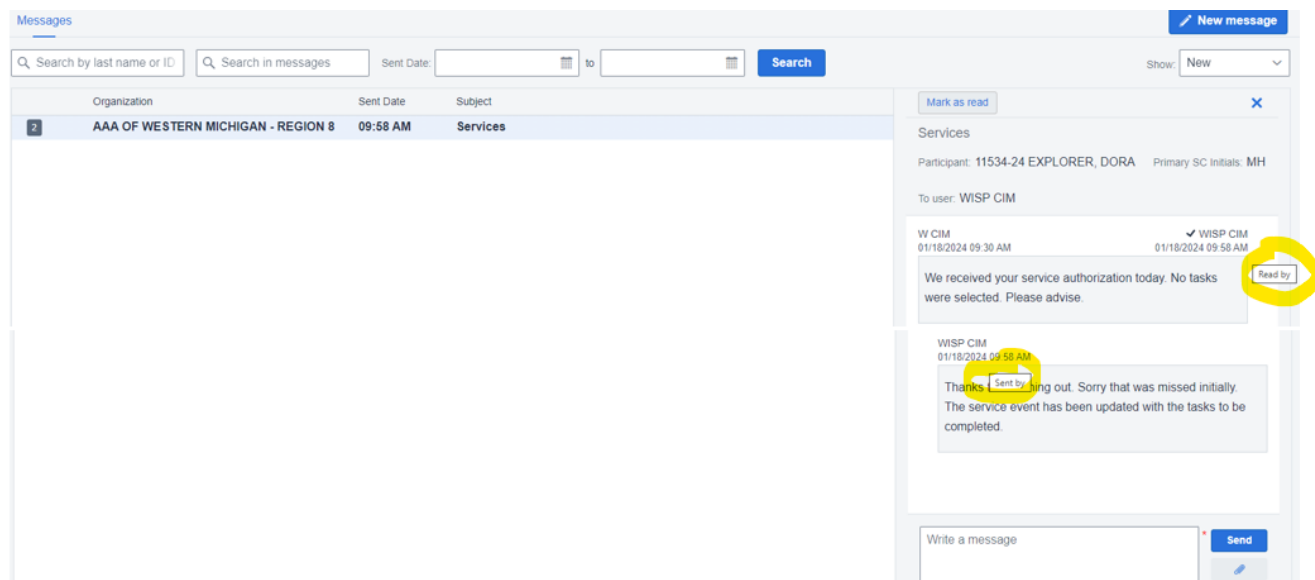 Messages
New message
Search by last name or ID
Search in messages
Sent Date:
to
Search
Show: New
Organization Sent Date Subject
2 AAA OF WESTERN MICHIGAN - REGION 8 09:58 AM Services
Mark as read
Services
Participant: 11534-24 EXPLORER, DORA Primary SC Initials: MH
To user: WISP CIM
W CIM WISP CIM
01/18/2024 09:30 AM 01/18/2024 09:58 AM
We received your service authorization today. No tasks
were selected. Please advise.
Read by
WISP CIM
01/18/2024 09:58 AM
Sent by
Thanks hing out. Sorry that was missed initially.
The service event has been updated with the tasks to be
completed.
Write a message
*
Send